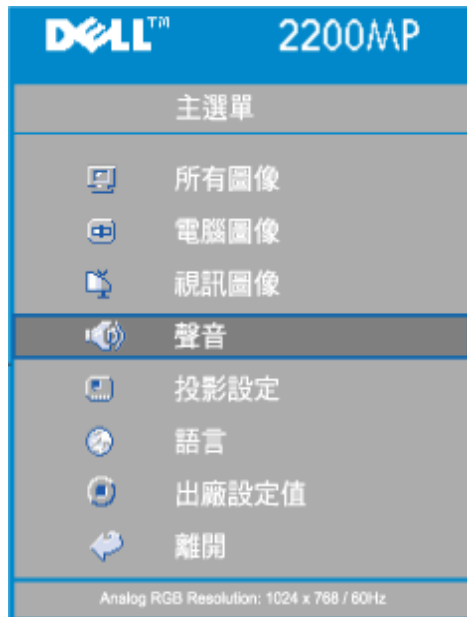 DELL™ 2200MP
主選單
所有圖像
電腦圖像
視訊圖像
聲音
投影設定
語言
出廠設定值
離開
Analog RGB Resolution: 1024 x 768 / 60Hz